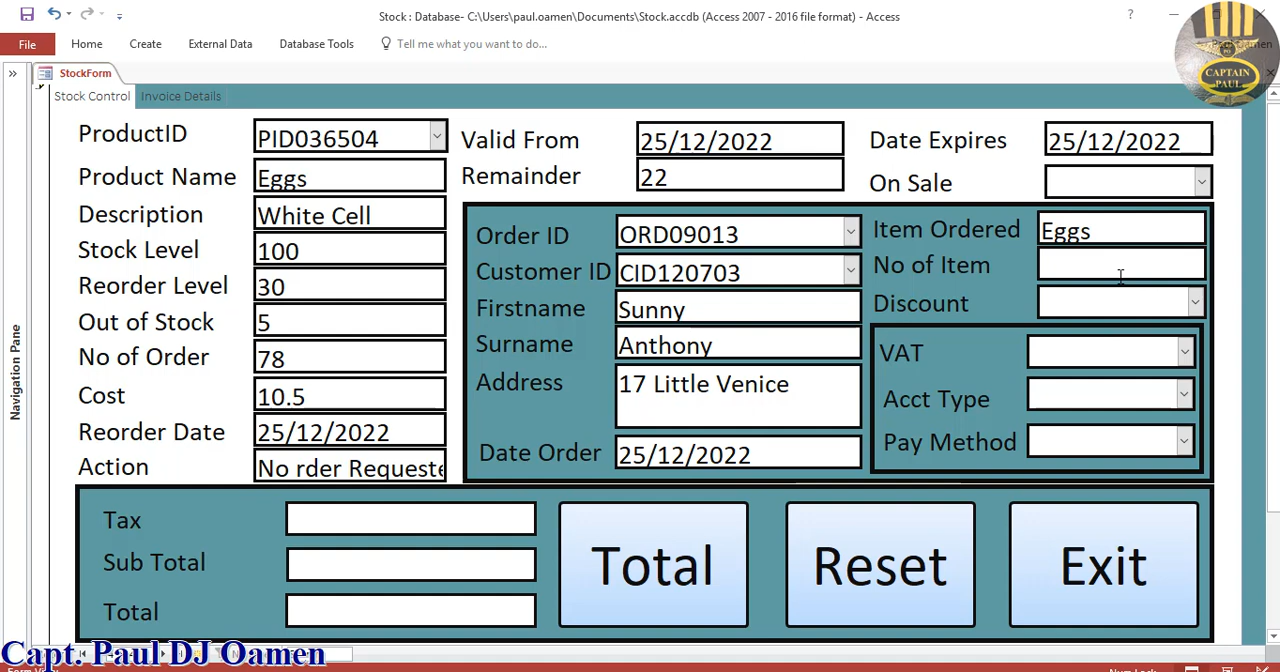 Stock : Database- C:\Users\paul.oamen\Documents\Stock.accdb (Access 2007 - 2016 file format) - Access
File Home Create External Data Database Tools Tell me what you want to do...
CAPTAIN PAUL
StockForm
Stock Control Invoice Details
Navigation Pane
ProductID PID036504
Product Name Eggs
Description White Cell
Stock Level 100
Reorder Level 30
Out of Stock 5
No of Order 78
Cost 10.5
Reorder Date 25/12/2022
Action No rder Requeste
Valid From 25/12/2022
Remainder 22
Date Expires 25/12/2022
On Sale
Order ID ORD09013
Customer ID CID120703
Firstname Sunny
Surname Anthony
Address 17 Little Venice
Date Order 25/12/2022
Item Ordered Eggs
No of Item
Discount
VAT
Acct Type
Pay Method
Tax
Sub Total
Total
Total Reset Exit
Capt. Paul DJ Oamen